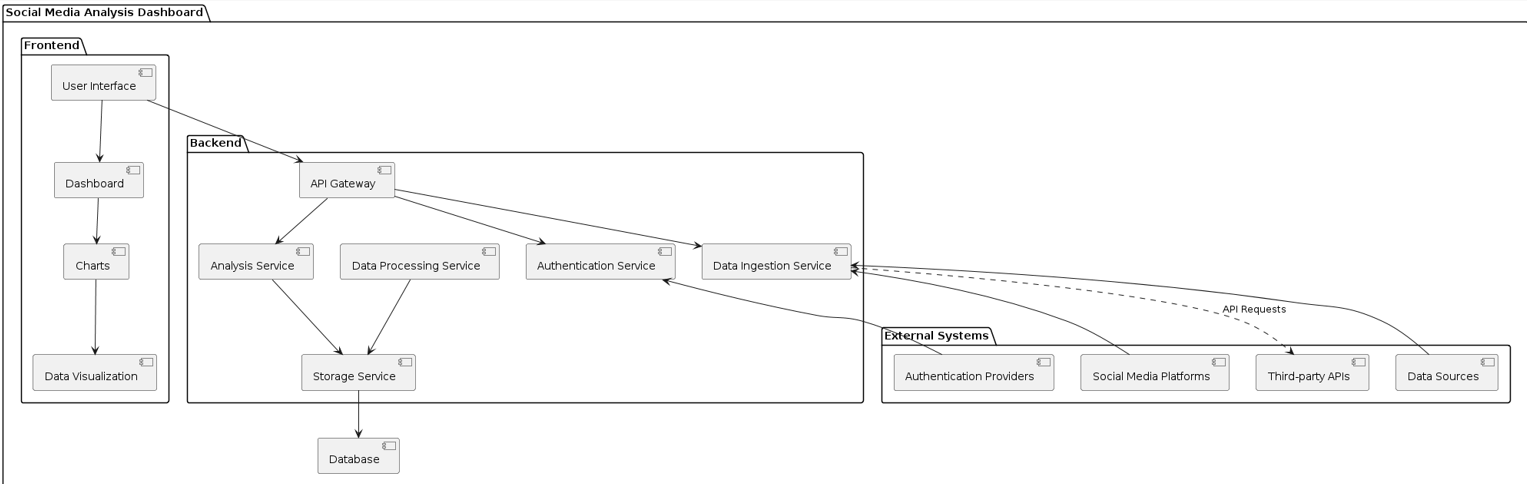 Social Media Analysis Dashboard
Frontend
User Interface
Backend
Dashboard
API Gateway
Charts
Analysis Service
Data Processing Service
Authentication Service
Data Ingestion Service
API Requests
External Systems
Data Visualization
Storage Service
Authentication Providers
Social Media Platforms
Third-party APIs
Data Sources
Database